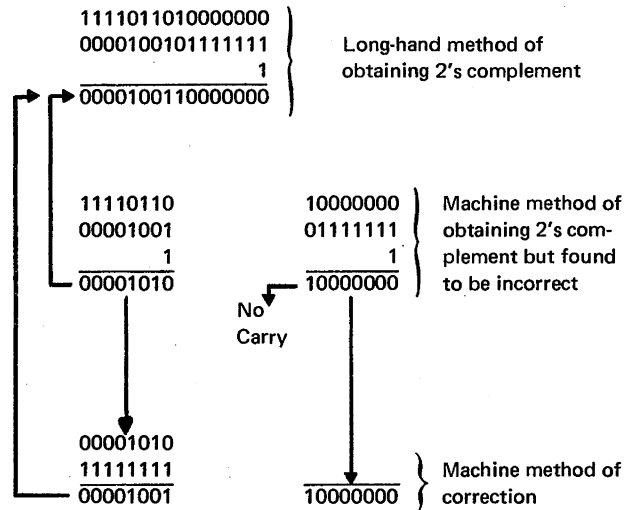 1111011010000000
0000100101111111
1
0000100110000000
Long-hand method of
obtaining 2's complement
11110110
00001001
1
00001010
10000000
01111111
1
10000000
No
Carry
Machine method of
obtaining 2's com-
plement but found
to be incorrect
00001010
11111111
00001001
10000000
Machine method of
correction